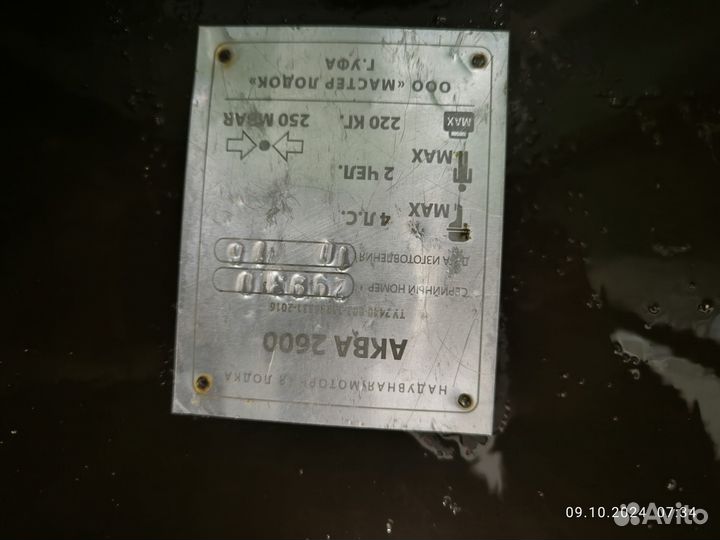 НАДУВНАЯ МОТОРНАЯ ЛОДКА
АКВА 2600
СЕРИЙНЫЙ НОМЕР
ДАТА ИЗГОТОВЛЕНИЯ
MAX 4 Л.С.
MAX 2 ЧЕЛ.
MAX 220 КГ. 250 MBAR
ООО «МАСТЕР ЛОДОК»
Г.УФА
09.10.2024 07:34
Avito